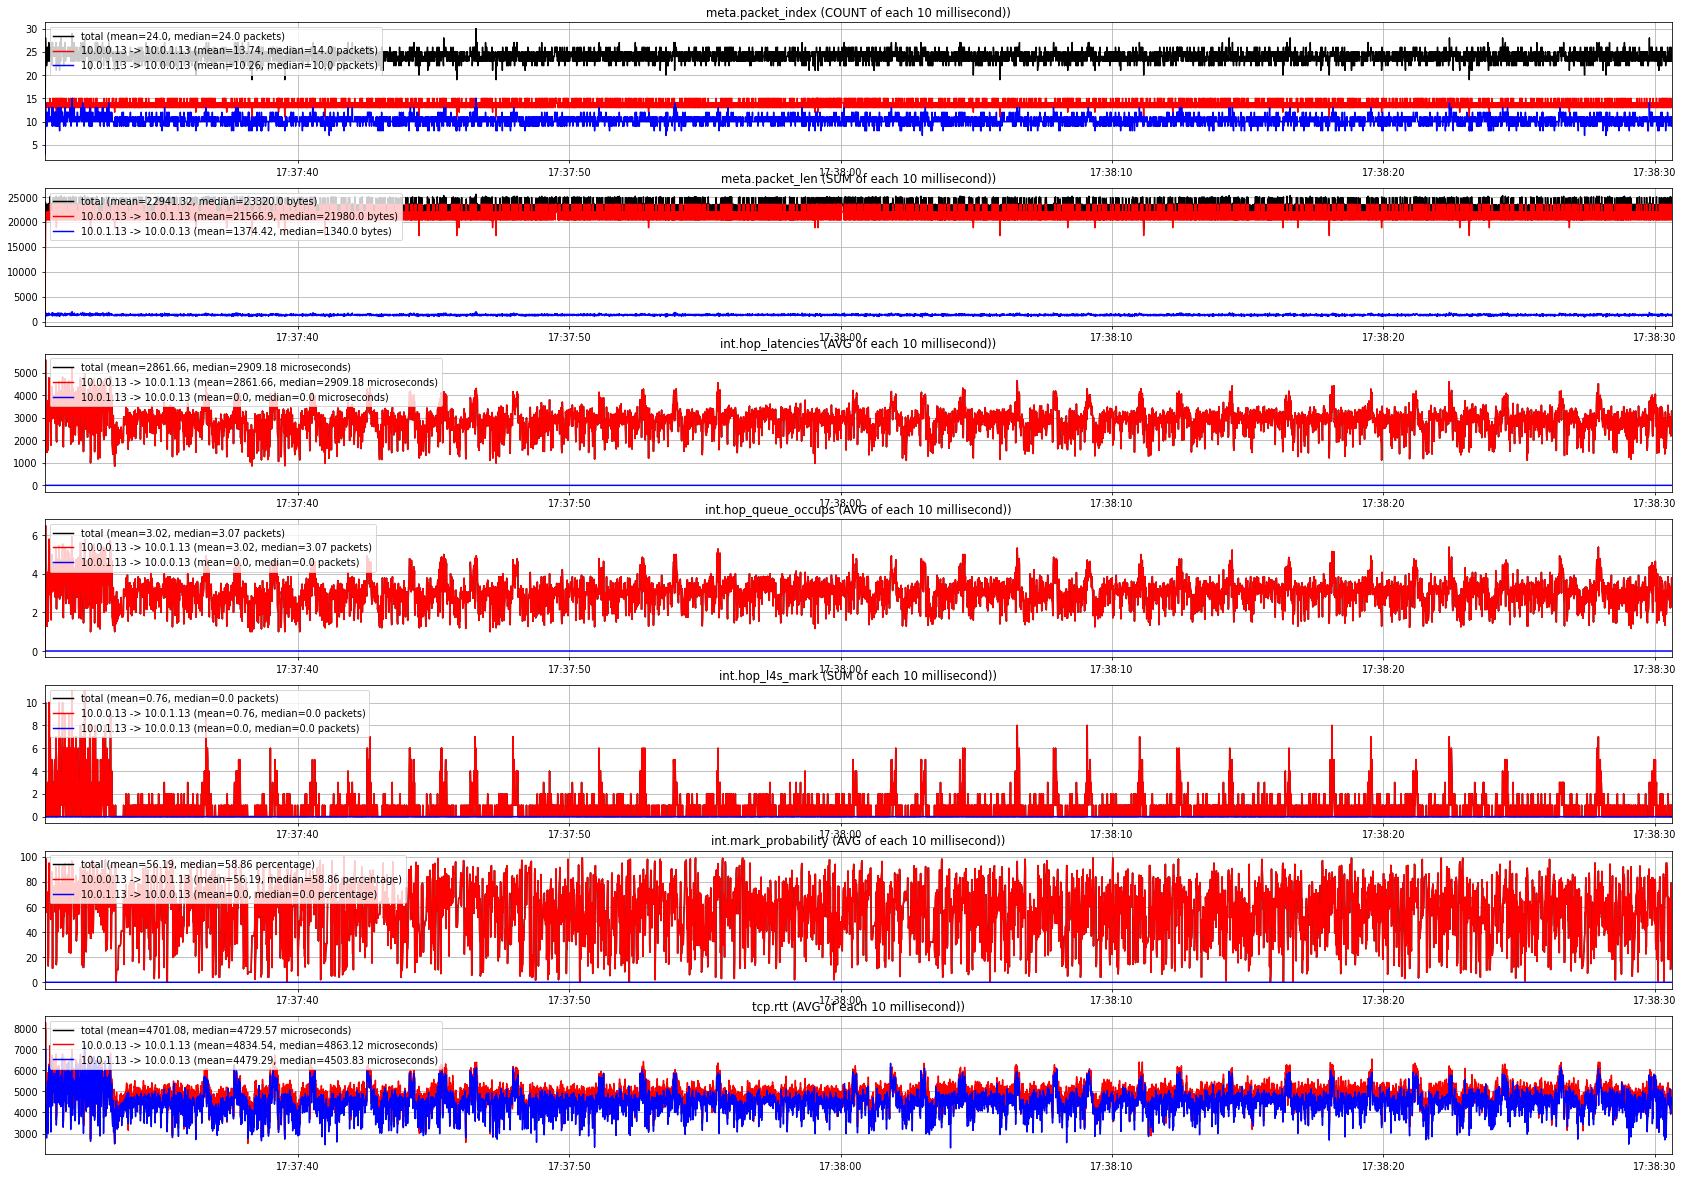 meta.packet_index (COUNT of each 10 millisecond))
30
25
20
15
10
5
total (mean=24.0, median=24.0 packets)
10.0.0.13 -> 10.0.1.13 (mean=13.74, median=14.0 packets)
10.0.1.13 -> 10.0.0.13 (mean=10.26, median=10.0 packets)
17:37:40 17:37:50 17:38:00 17:38:10 17:38:20 17:38:30
meta.packet_len (SUM of each 10 millisecond))
25000
20000
15000
10000
5000
0
total (mean=22941.32, median=23320.0 bytes)
10.0.0.13 -> 10.0.1.13 (mean=21566.9, median=21980.0 bytes)
10.0.1.13 -> 10.0.0.13 (mean=1374.42, median=1340.0 bytes)
17:37:40 17:37:50 17:38:00 17:38:10 17:38:20 17:38:30
int.hop_latencies (AVG of each 10 millisecond))
5000
4000
3000
2000
1000
0
total (mean=2861.66, median=2909.18 microseconds)
10.0.0.13 -> 10.0.1.13 (mean=2861.66, median=2909.18 microseconds)
10.0.1.13 -> 10.0.0.13 (mean=0.0, median=0.0 microseconds)
17:37:40 17:37:50 17:38:00 17:38:10 17:38:20 17:38:30
int.hop_queue_occups (AVG of each 10 millisecond))
6
4
2
0
total (mean=3.02, median=3.07 packets)
10.0.0.13 -> 10.0.1.13 (mean=3.02, median=3.07 packets)
10.0.1.13 -> 10.0.0.13 (mean=0.0, median=0.0 packets)
17:37:40 17:37:50 17:38:00 17:38:10 17:38:20 17:38:30
int.hop_l4s_mark (SUM of each 10 millisecond))
10
8
6
4
2
0
total (mean=0.76, median=0.0 packets)
10.0.0.13 -> 10.0.1.13 (mean=0.76, median=0.0 packets)
10.0.1.13 -> 10.0.0.13 (mean=0.0, median=0.0 packets)
17:37:40 17:37:50 17:38:00 17:38:10 17:38:20 17:38:30
int.mark_probability (AVG of each 10 millisecond))
100
80
60
40
20
0
total (mean=56.19, median=58.86 percentage)
10.0.0.13 -> 10.0.1.13 (mean=56.19, median=58.86 percentage)
10.0.1.13 -> 10.0.0.13 (mean=0.0, median=0.0 percentage)
17:37:40 17:37:50 17:38:00 17:38:10 17:38:20 17:38:30
tcp.rtt (AVG of each 10 millisecond))
8000
7000
6000
5000
4000
3000
total (mean=4701.08, median=4729.57 microseconds)
10.0.0.13 -> 10.0.1.13 (mean=4834.54, median=4863.12 microseconds)
10.0.1.13 -> 10.0.0.13 (mean=4479.29, median=4503.83 microseconds)
17:37:40 17:37:50 17:38:00 17:38:10 17:38:20 17:38:30